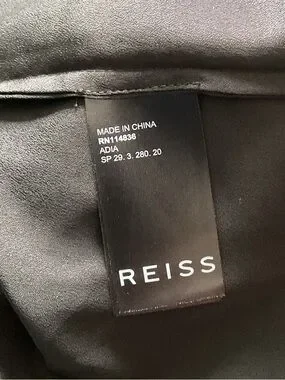 MADE IN CHINA
RN114836
ADIA
SP 29. 3. 280. 20
REISS